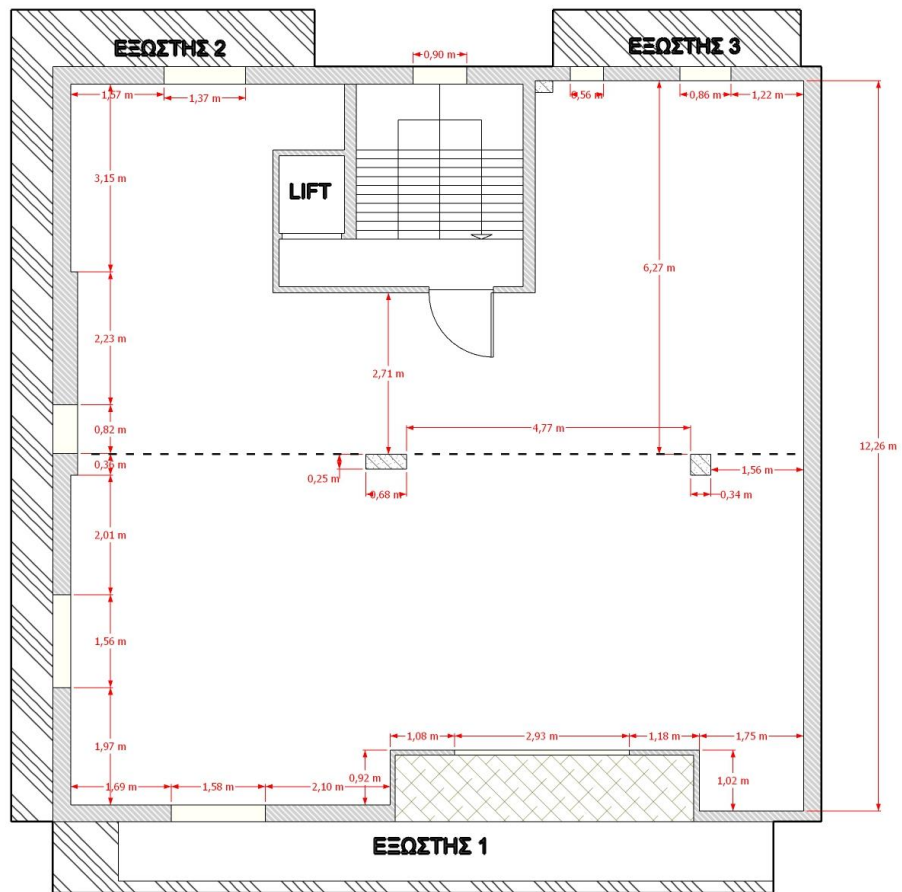 ΕΞΩΣΤΗΣ 2
ΕΞΩΣΤΗΣ 3
0,90 m
1,57 m
1,37 m
0,56 m
0,86 m
1,22 m
3,15 m
LIFT
6,27 m
2,23 m
2,71 m
0,82 m
4,77 m
12,26 m
0,36 m
0,25 m
0,68 m
1,56 m
0,34 m
2,01 m
1,56 m
1,97 m
1,08 m
2,93 m
1,18 m
1,75 m
0,92 m
1,02 m
1,69 m
1,58 m
2,10 m
ΕΞΩΣΤΗΣ 1